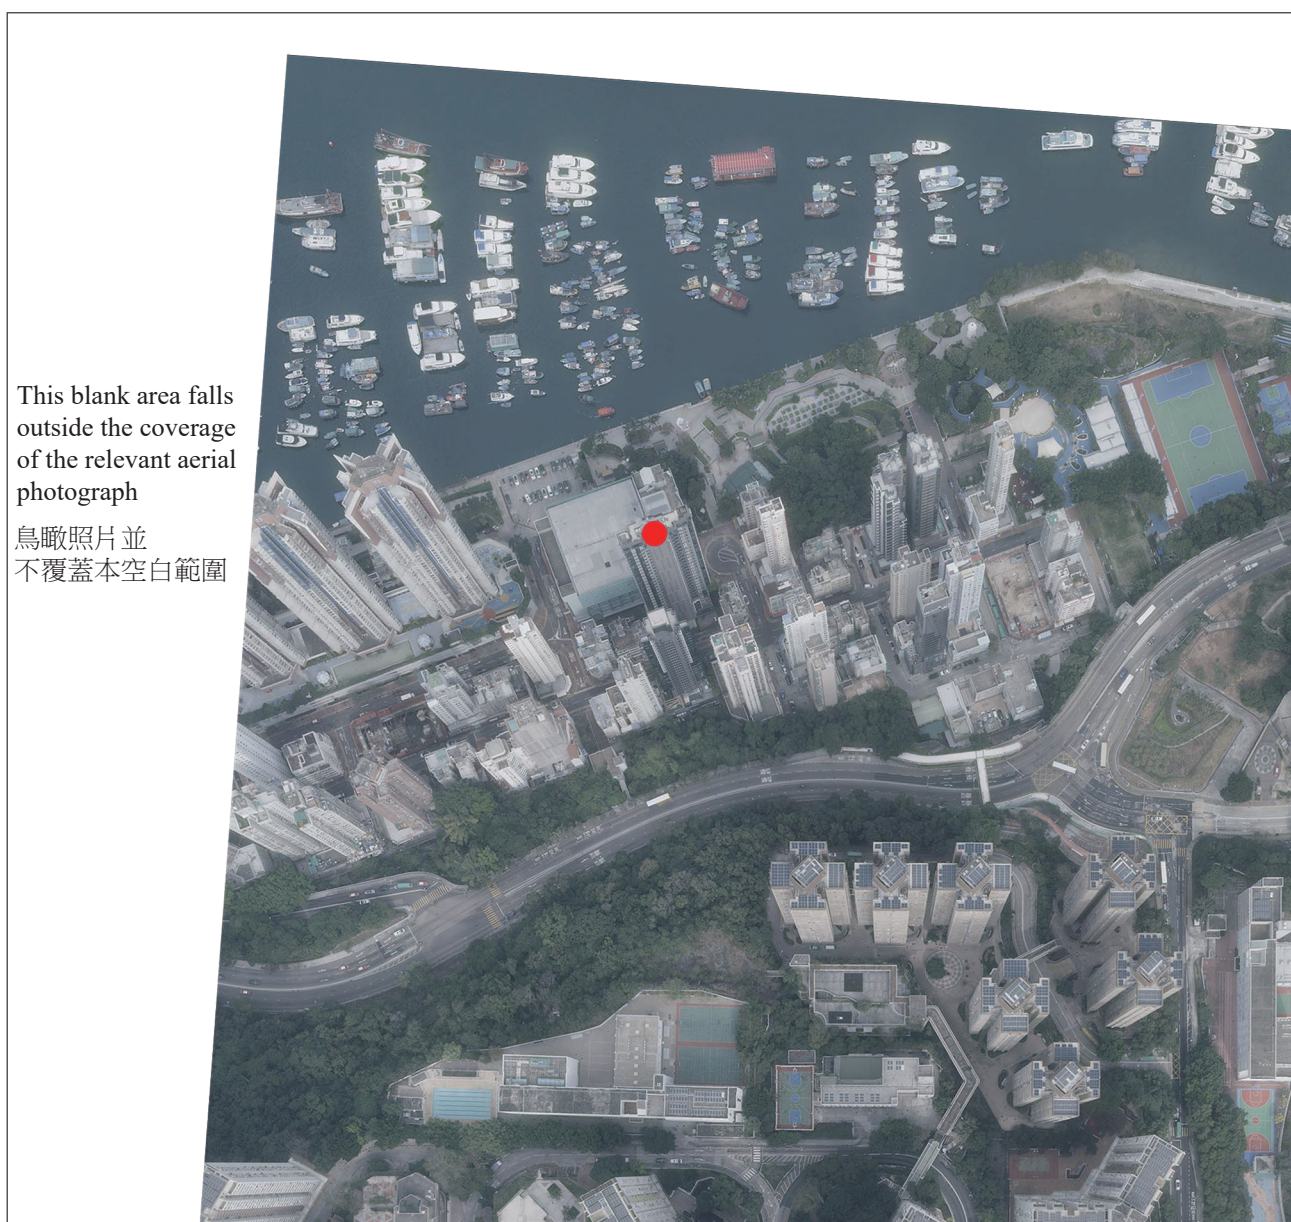 This blank area falls
outside the coverage
of the relevant aerial
photograph
鳥瞰照片並
不覆蓋本空白範圍